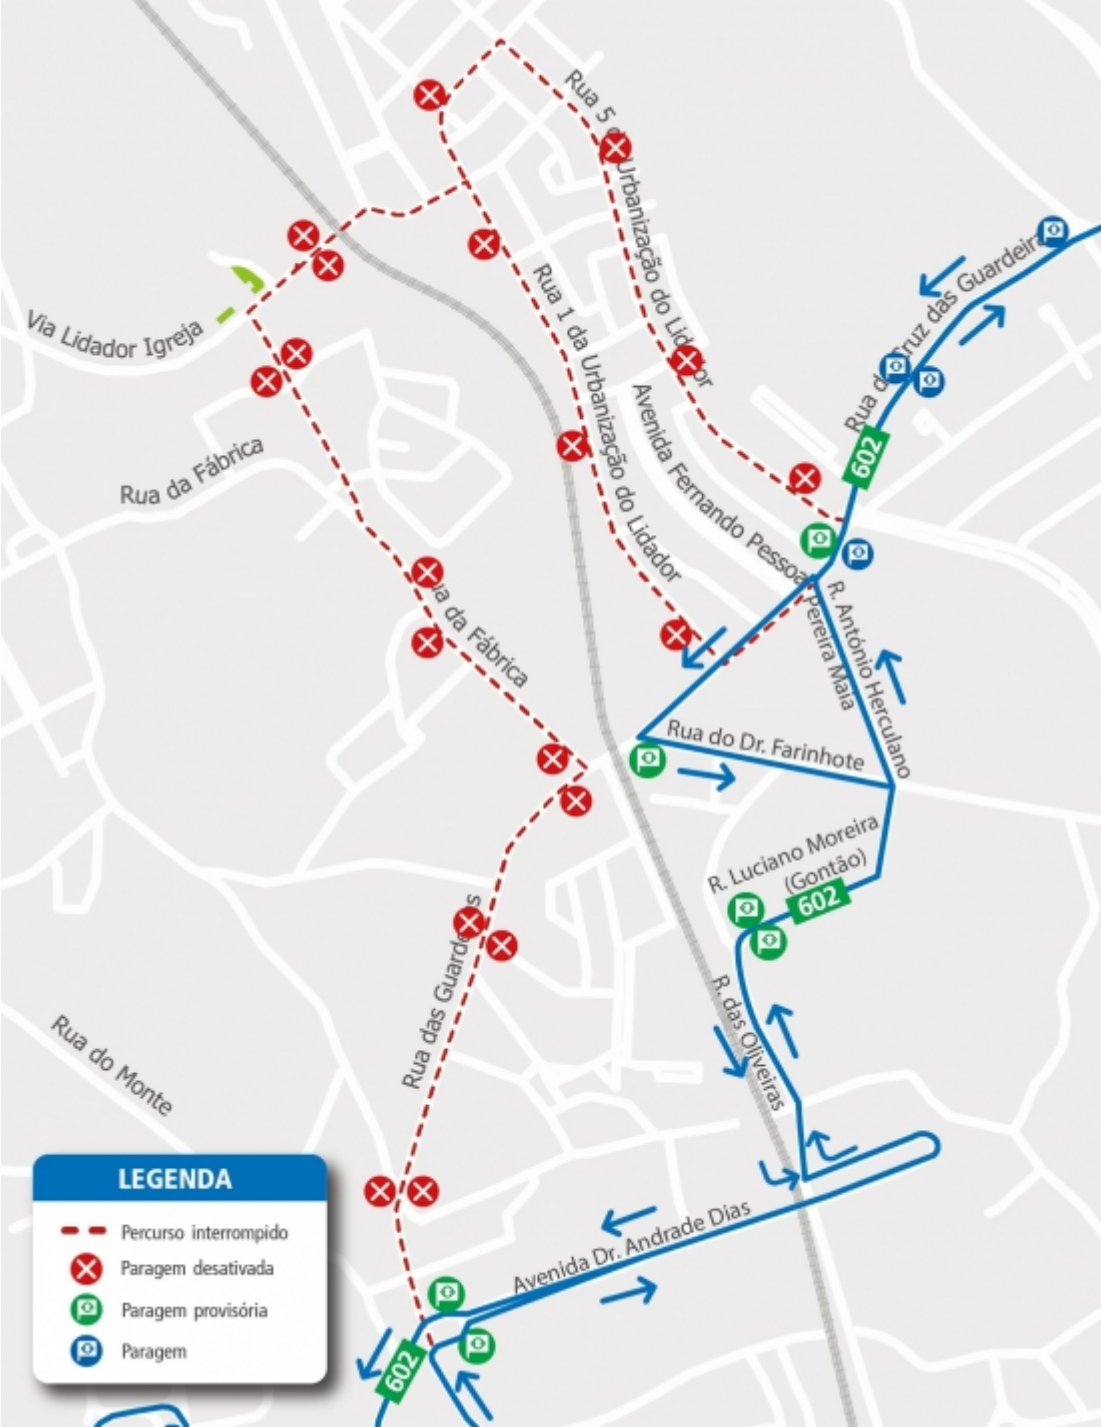 Rua 5 da Urbanização do Lidador
Rua da Cruz das Guardeiras
Rua 1 da Urbanização do Lidador
Via Lidador Igreja
Avenida Fernando Pessoa
602
Rua da Fábrica
Rua da Fábrica
R. António Herculano
Pereira Maia
Rua do Dr. Farinhote
R. Luciano Moreira
(Gontão)
602
Rua das Guardeiras
R. das Oliveiras
Rua do Monte
Avenida Dr. Andrade Dias
602
LEGENDA
Percurso interrompido
Paragem desativada
Paragem provisória
Paragem